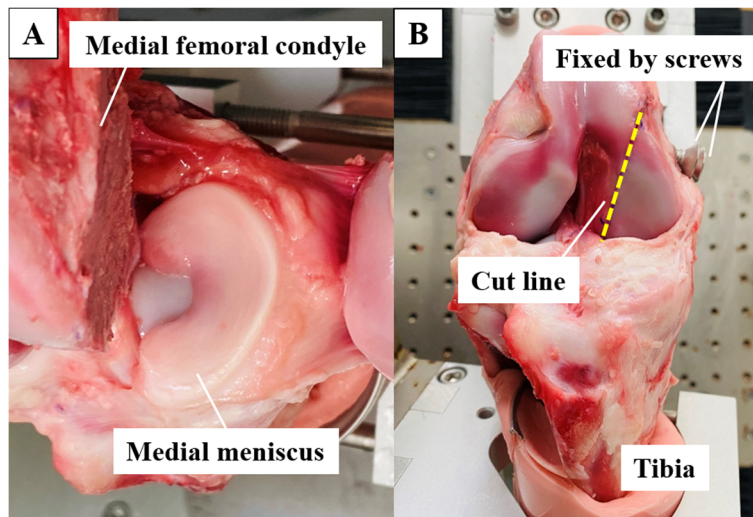 A
Medial femoral condyle
Medial meniscus
B
Fixed by screws
Cut line
Tibia